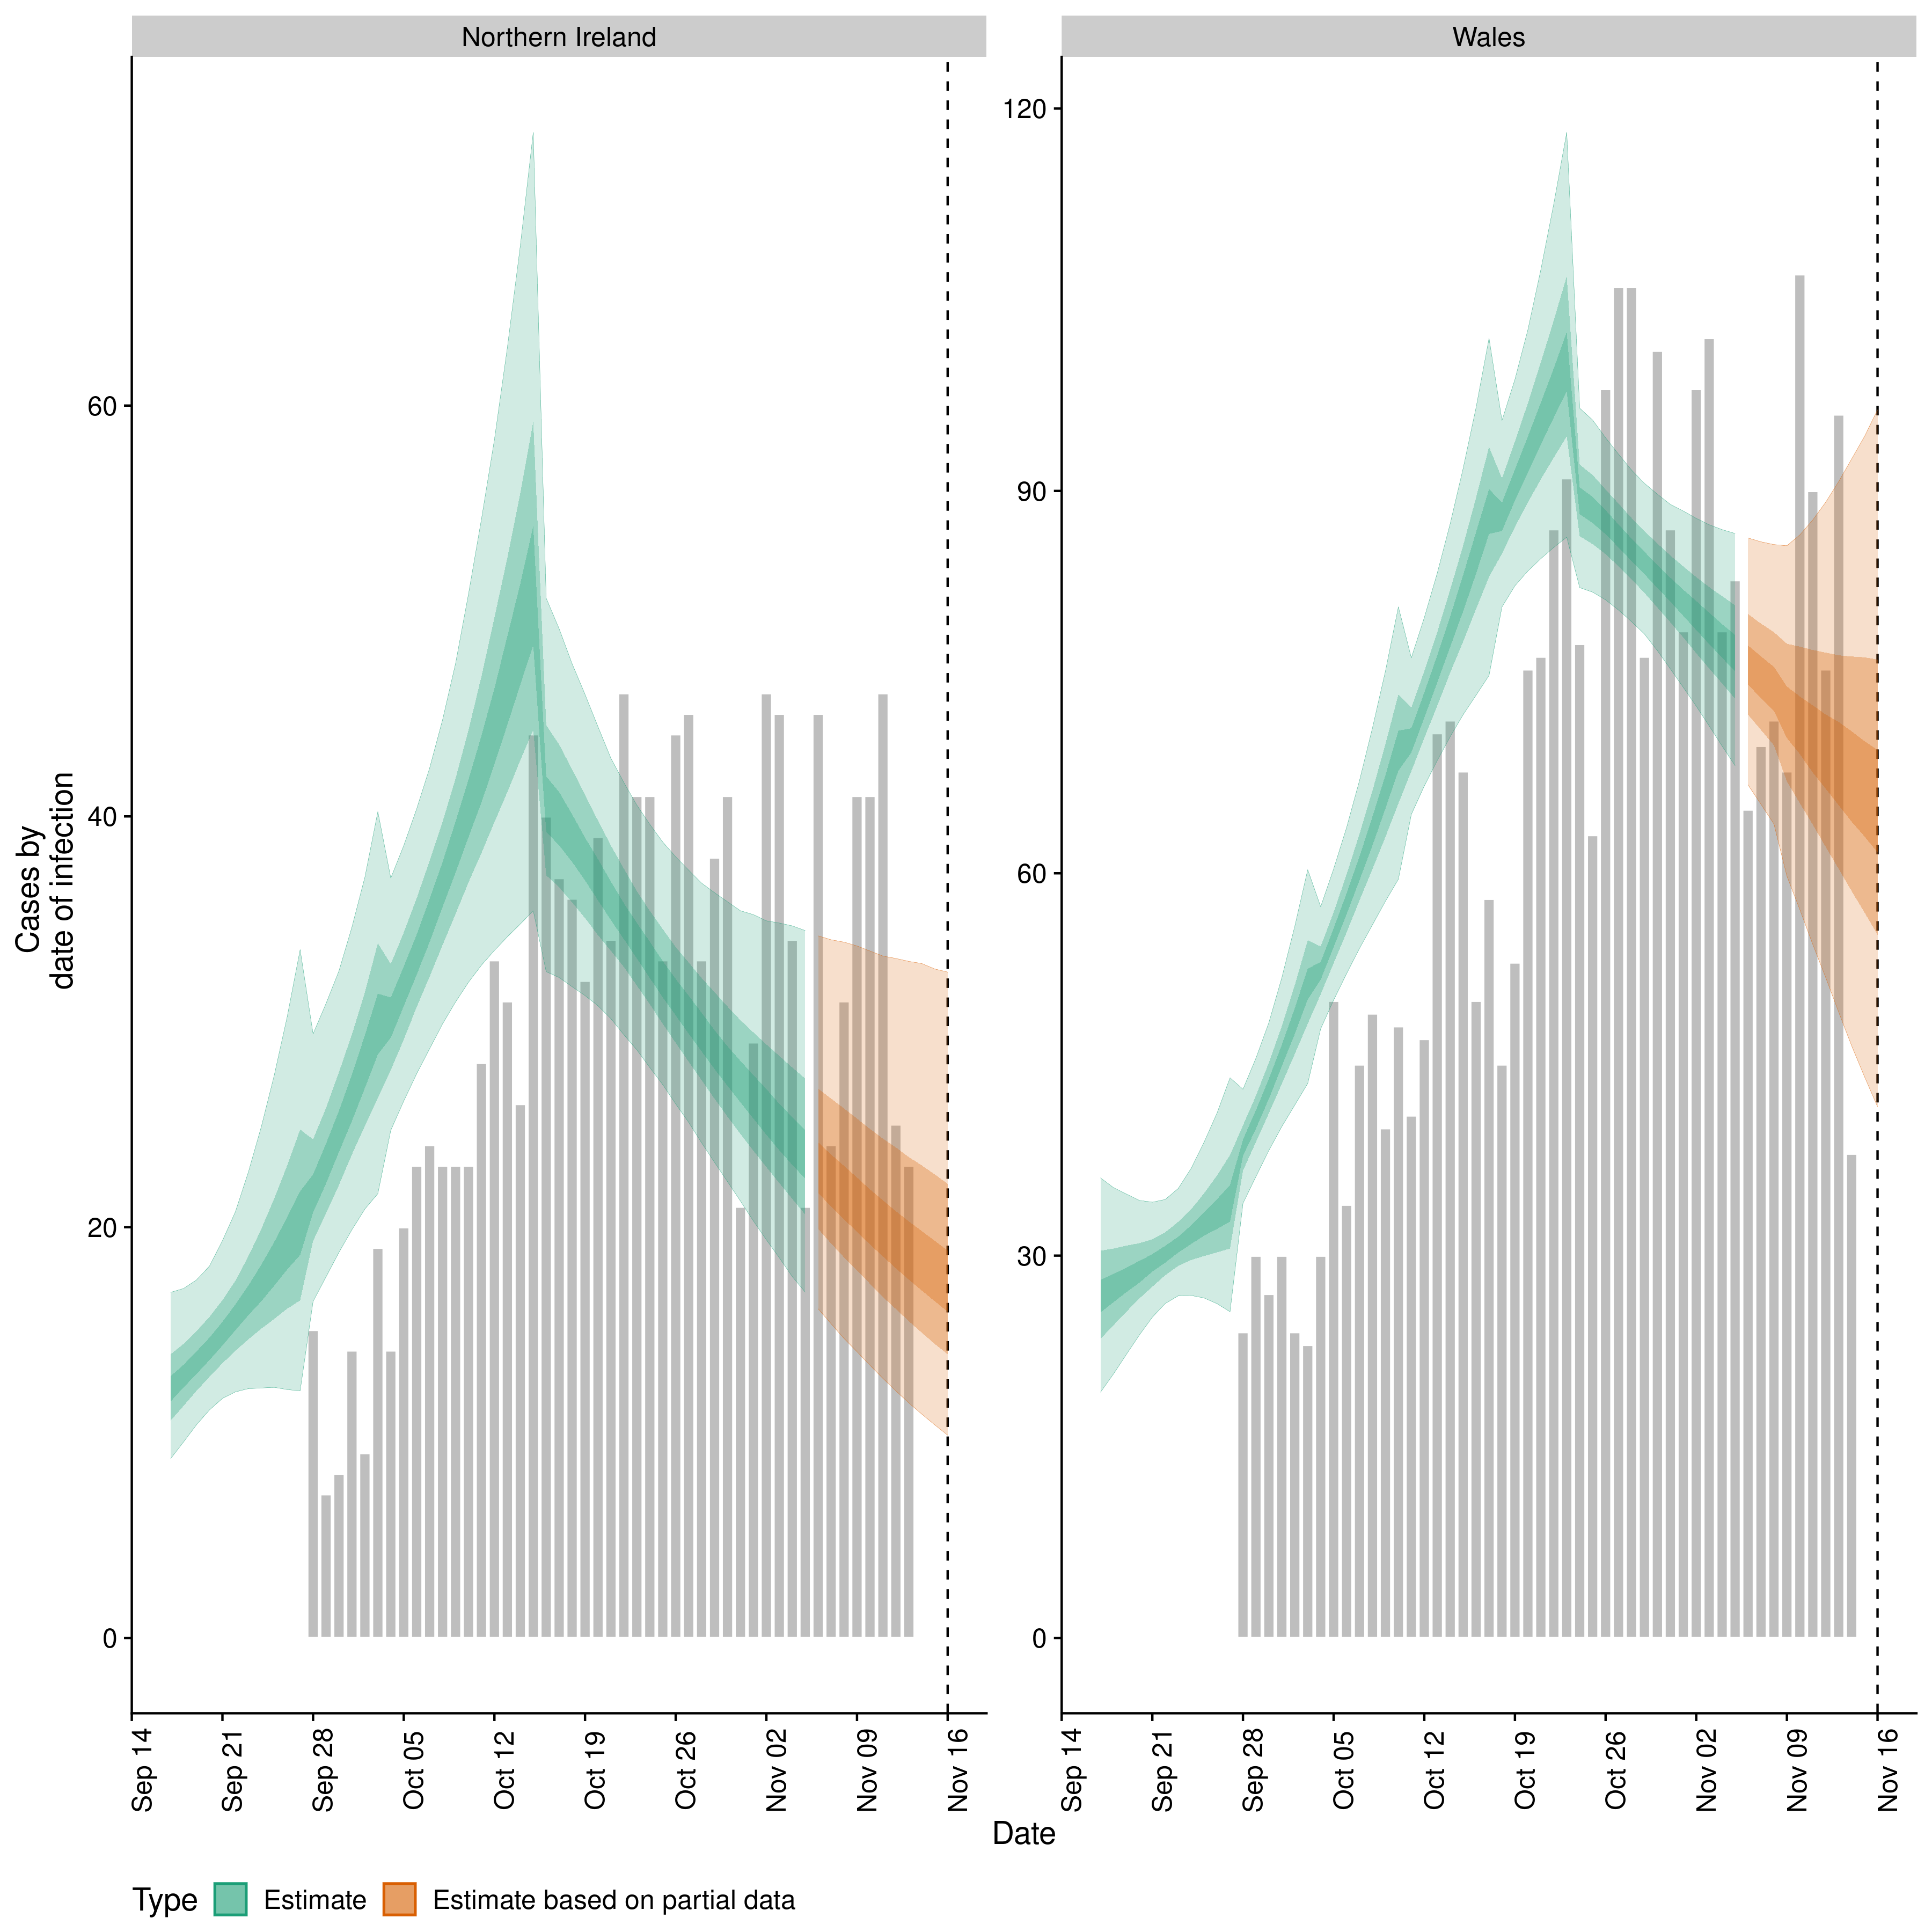 Northern Ireland
Wales
Cases by
date of infection
60
40
20
0
120
90
60
30
0
Sep 14
Sep 21
Sep 28
Oct 05
Oct 12
Oct 19
Oct 26
Nov 02
Nov 09
Nov 16
Sep 14
Sep 21
Sep 28
Oct 05
Oct 12
Oct 19
Oct 26
Nov 02
Nov 09
Nov 16
Date
Type Estimate Estimate based on partial data